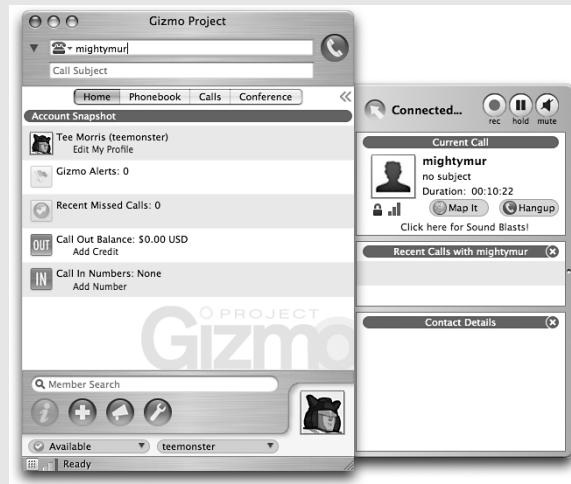 Gizmo Project
mightymur
Call Subject
Home Phonebook Calls Conference
Account Snapshot
Tee Morris (teemonster)
Edit My Profile
Gizmo Alerts: 0
Recent Missed Calls: 0
OUT
Call Out Balance: $0.00 USD
Add Credit
IN
Call In Numbers: None
Add Number
PROJECT
Gizmo
Member Search
Available
teemonster
Ready
Connected...
rec hold mute
Current Call
mightymur
no subject
Duration: 00:10:22
Map It
Hangup
Click here for Sound Blasts!
Recent Calls with mightymur
Contact Details